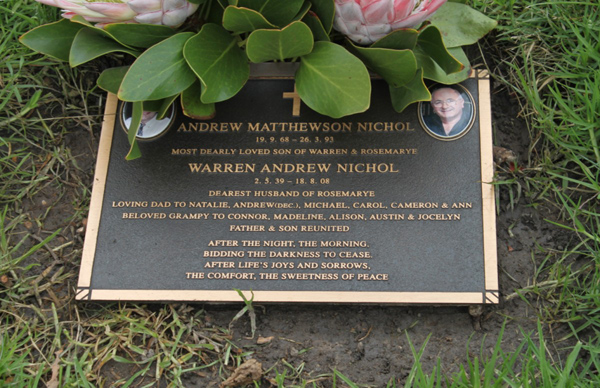 ANDREW MATTHEWSON NICHOL
19. 9. 68 – 26. 3. 93
MOST DEARLY LOVED SON OF WARREN & ROSEMARYE
WARREN ANDREW NICHOL
2. 5. 39 – 18. 8. 08
DEAREST HUSBAND OF ROSEMARYE
LOVING DAD TO NATALIE, ANDREW(DEC.), MICHAEL, CAROL, CAMERON & ANN
BELOVED GRAMPY TO CONNOR, MADELINE, ALISON, AUSTIN & JOCELYN
FATHER & SON REUNITED
AFTER THE NIGHT, THE MORNING.
BIDDING THE DARKNESS TO CEASE.
AFTER LIFE'S JOYS AND SORROWS,
THE COMFORT, THE SWEETNESS OF PEACE